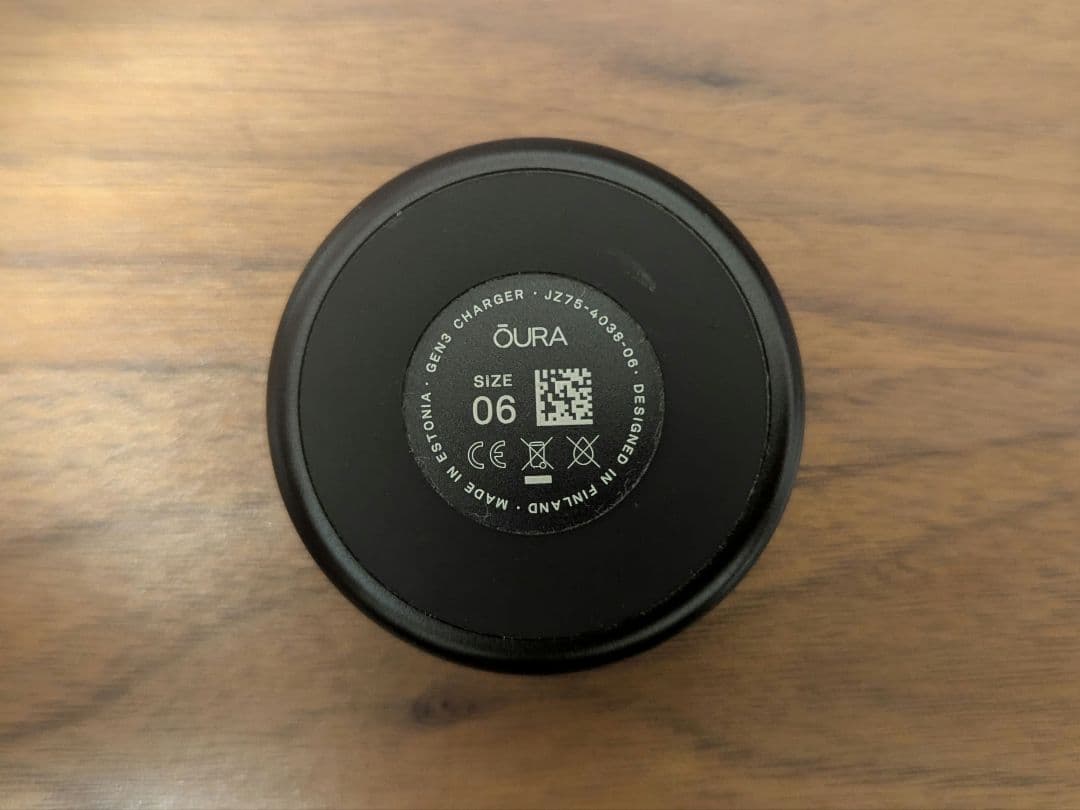 GEN3 CHARGER · JZ75-4038-06 · DESIGNED IN FINLAND · MADE IN ESTONIA ·
ŌURA
SIZE
06
CE